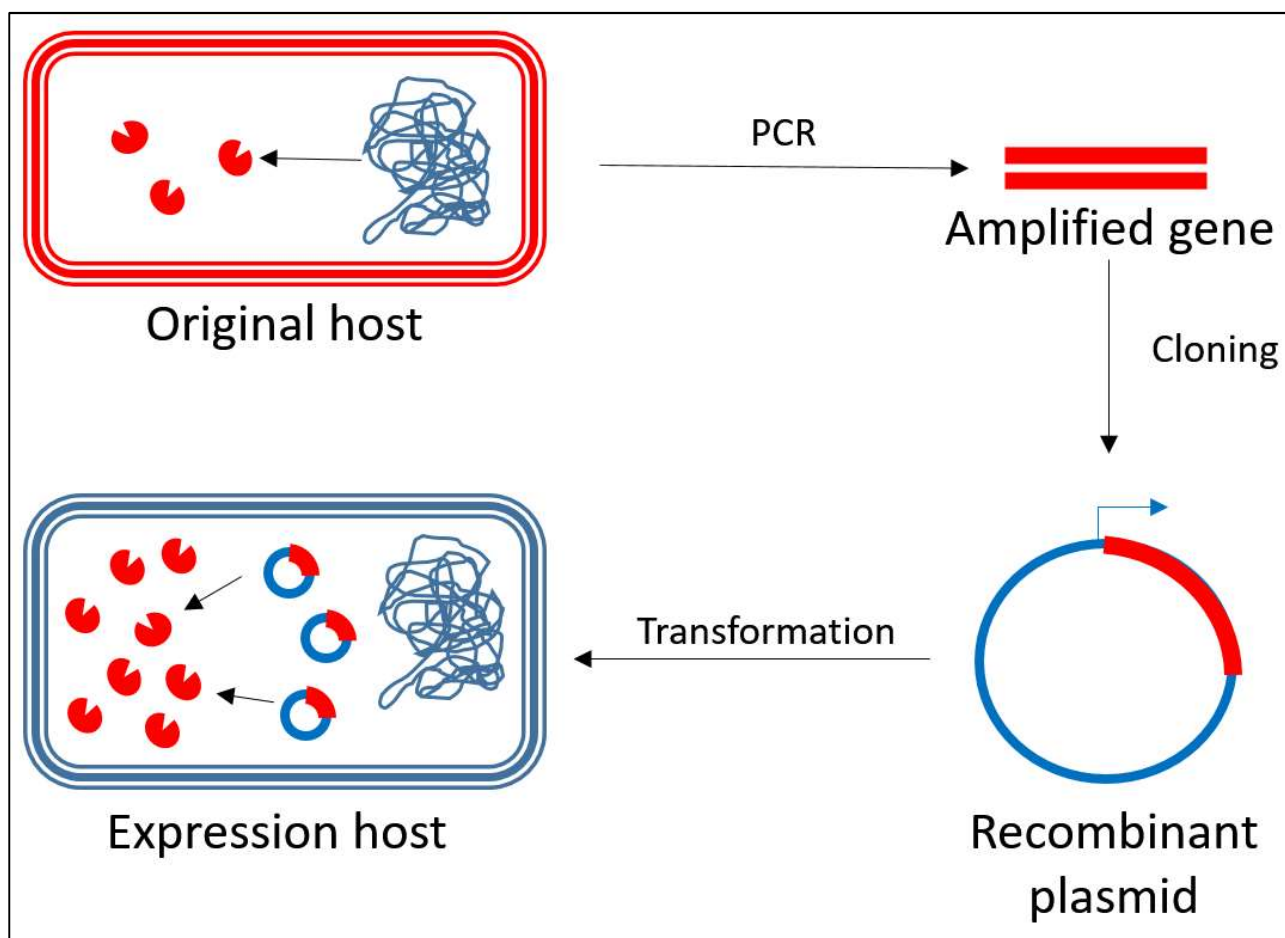 PCR
Amplified gene
Original host
Cloning
Transformation
Expression host
Recombinant
plasmid